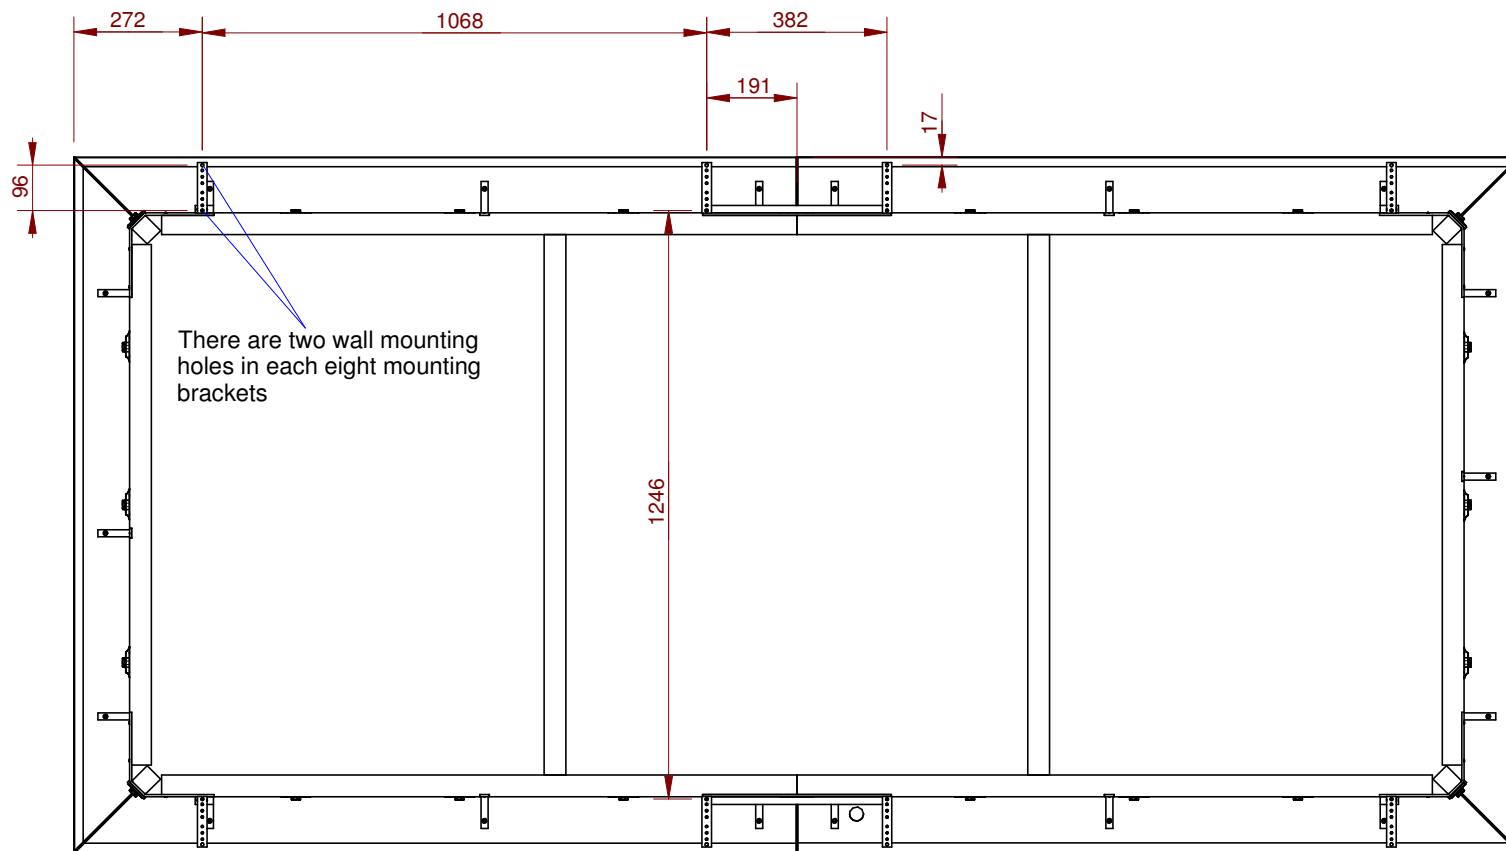 272
1068
382
191
17
96
There are two wall mounting
holes in each eight mounting
brackets
1246